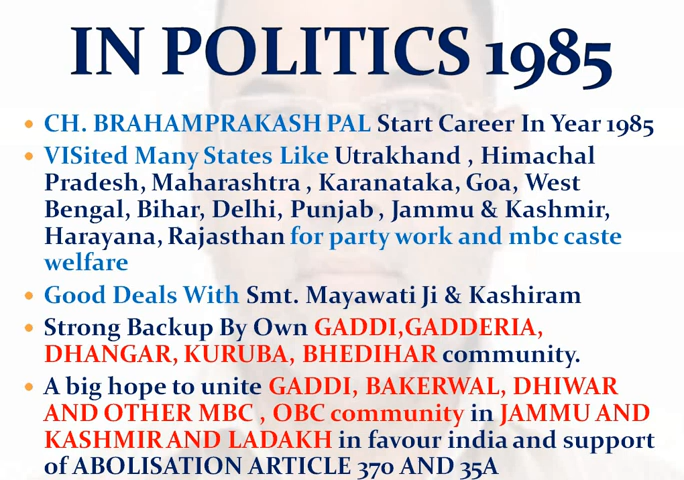 IN POLITICS 1985
• CH. BRAHAMPRAKASH PAL Start Career In Year 1985
• VISited Many States Like Utrakhand , Himachal
Pradesh, Maharashtra , Karanataka, Goa, West
Bengal, Bihar, Delhi, Punjab , Jammu & Kashmir,
Harayana, Rajasthan for party work and mbc caste
welfare
• Good Deals With Smt. Mayawati Ji & Kashiram
• Strong Backup By Own GADDI,GADDERIA,
DHANGAR, KURUBA, BHEDIHAR community.
• A big hope to unite GADDI, BAKERWAL, DHIWAR
AND OTHER MBC , OBC community in JAMMU AND
KASHMIR AND LADAKH in favour india and support
of ABOLISATION ARTICLE 370 AND 35A